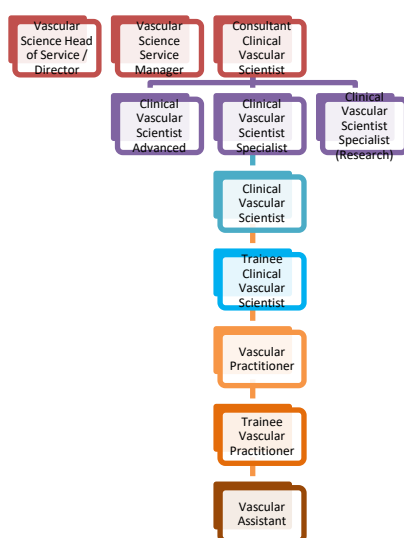 Vascular
Science Head
of Service /
Director
Vascular
Science
Service
Manager
Consultant
Clinical
Vascular
Scientist
Clinical
Vascular
Scientist
Advanced
Clinical
Vascular
Scientist
Specialist
Clinical
Vascular
Scientist
Specialist
(Research)
Clinical
Vascular
Scientist
Trainee
Clinical
Vascular
Scientist
Vascular
Practitioner
Trainee
Vascular
Practitioner
Vascular
Assistant